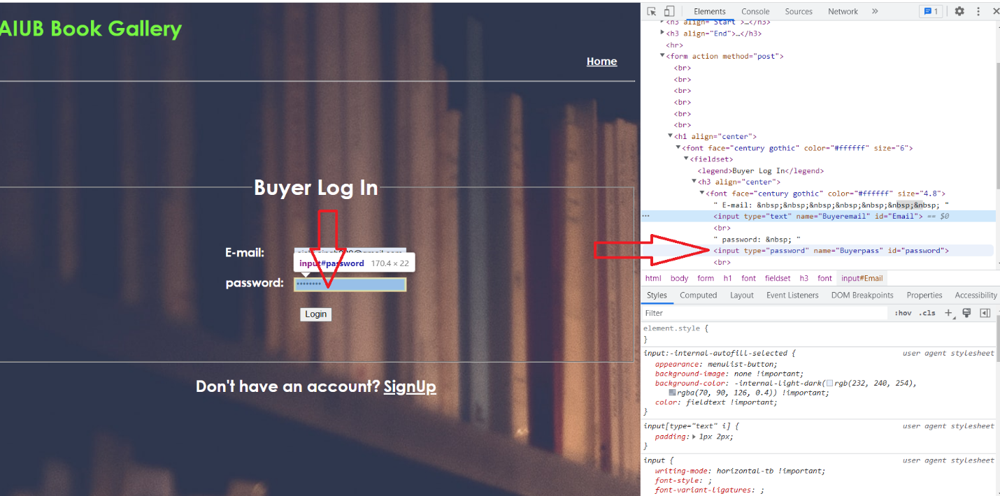 AIUB Book Gallery
Home
Buyer Log In
E-mail:
input#password 170.4 × 22
password: ••••••••
Login
Don't have an account? SignUp
Elements Console Sources Network » 1
<h3 align="Start">…</h3>
<h3 align="End">…</h3>
<hr>
<form action method="post">
<br>
<br>
<br>
<br>
<br>
<br>
<h1 align="center">
<font face="century gothic" color="#ffffff" size="6">
<fieldset>
<legend>Buyer Log In</legend>
<h3 align="center">
<font face="century gothic" color="#ffffff" size="4.8">
" E-mail: &nbsp;&nbsp;&nbsp;&nbsp;&nbsp;&nbsp;&nbsp; "
… <input type="text" name="Buyeremail" id="Email"> == $0
<br>
" password: &nbsp; "
<input type="password" name="Buyerpass" id="password">
<br>
html body form h1 font fieldset h3 font input#Email
Styles Computed Layout Event Listeners DOM Breakpoints Properties Accessibility
Filter :hov .cls +
element.style {
}
input:-internal-autofill-selected { user agent stylesheet
appearance: menulist-button;
background-image: none !important;
background-color: -internal-light-dark(rgb(232, 240, 254),
rgba(70, 90, 126, 0.4)) !important;
color: fieldtext !important;
}
input[type="text" i] { user agent stylesheet
padding: 1px 2px;
}
input { user agent stylesheet
writing-mode: horizontal-tb !important;
font-style: ;
font-variant-ligatures: ;